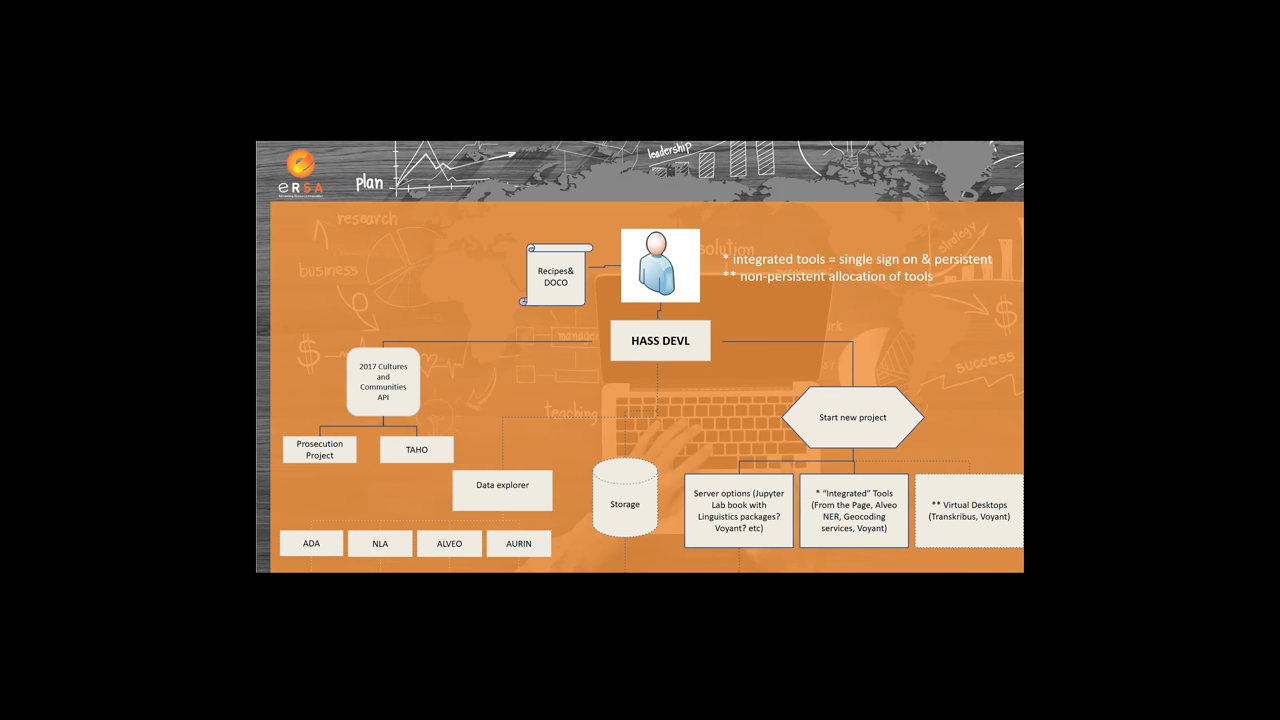 eRSA
plan
leadership
research
business
solution
strategy
success
teaching
Recipes&
DOCO
* integrated tools = single sign on & persistent
** non-persistent allocation of tools
HASS DEVL
2017 Cultures
and
Communities
API
Start new project
Prosecution
Project
TAHO
Data explorer
Storage
Server options (Jupyter
Lab book with
Linguistics packages?
Voyant? etc)
* “Integrated” Tools
(From the Page, Alveo
NER, Geocoding
services, Voyant)
** Virtual Desktops
(Transkribus, Voyant)
ADA
NLA
ALVEO
AURIN